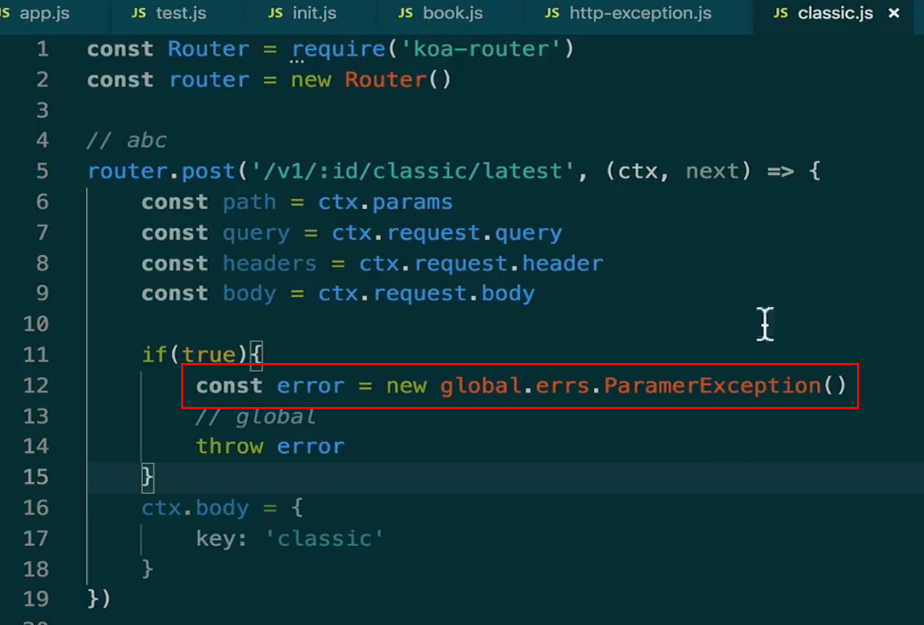 JS app.js JS test.js JS init.js JS book.js JS http-exception.js JS classic.js ×
1 const Router = require('koa-router')
2 const router = new Router()
3
4 // abc
5 router.post('/v1/:id/classic/latest', (ctx, next) => {
6 const path = ctx.params
7 const query = ctx.request.query
8 const headers = ctx.request.header
9 const body = ctx.request.body
10
11 if(true){
12 const error = new global.errs.ParamerException()
13 // global
14 throw error
15 }
16 ctx.body = {
17 key: 'classic'
18 }
19 })